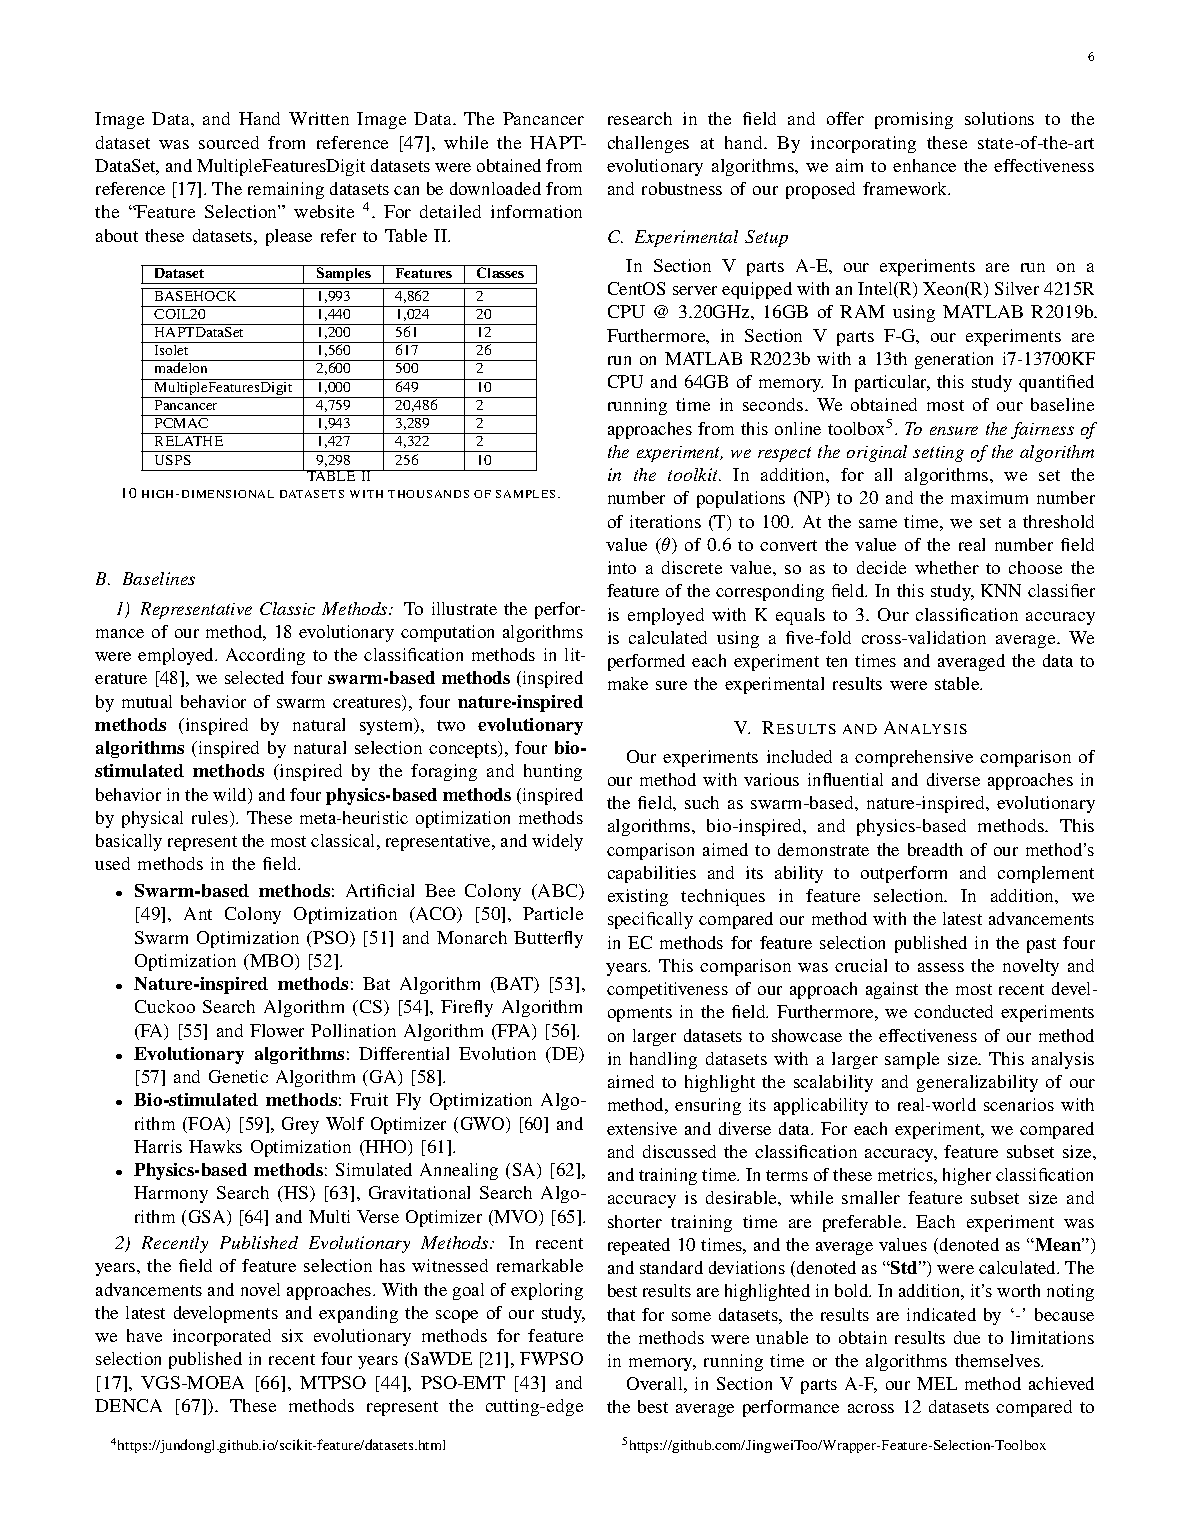 6
Image Data, and Hand Written Image Data. The Pancancer
dataset was sourced from reference [47], while the HAPT-
DataSet, and MultipleFeaturesDigit datasets were obtained from
reference [17]. The remaining datasets can be downloaded from
the “Feature Selection” website 4. For detailed information
about these datasets, please refer to Table II.
Dataset Samples Features Classes
BASEHOCK 1,993 4,862 2
COIL20 1,440 1,024 20
HAPTDataSet 1,200 561 12
Isolet 1,560 617 26
madelon 2,600 500 2
MultipleFeaturesDigit 1,000 649 10
Pancancer 4,759 20,486 2
PCMAC 1,943 3,289 2
RELATHE 1,427 4,322 2
USPS 9,298 256 10
TABLE II
10 HIGH-DIMENSIONAL DATASETS WITH THOUSANDS OF SAMPLES.
B. Baselines
1) Representative Classic Methods: To illustrate the perfor-
mance of our method, 18 evolutionary computation algorithms
were employed. According to the classification methods in lit-
erature [48], we selected four swarm-based methods (inspired
by mutual behavior of swarm creatures), four nature-inspired
methods (inspired by natural system), two evolutionary
algorithms (inspired by natural selection concepts), four bio-
stimulated methods (inspired by the foraging and hunting
behavior in the wild) and four physics-based methods (inspired
by physical rules). These meta-heuristic optimization methods
basically represent the most classical, representative, and widely
used methods in the field.
• Swarm-based methods: Artificial Bee Colony (ABC)
[49], Ant Colony Optimization (ACO) [50], Particle
Swarm Optimization (PSO) [51] and Monarch Butterfly
Optimization (MBO) [52].
• Nature-inspired methods: Bat Algorithm (BAT) [53],
Cuckoo Search Algorithm (CS) [54], Firefly Algorithm
(FA) [55] and Flower Pollination Algorithm (FPA) [56].
• Evolutionary algorithms: Differential Evolution (DE)
[57] and Genetic Algorithm (GA) [58].
• Bio-stimulated methods: Fruit Fly Optimization Algo-
rithm (FOA) [59], Grey Wolf Optimizer (GWO) [60] and
Harris Hawks Optimization (HHO) [61].
• Physics-based methods: Simulated Annealing (SA) [62],
Harmony Search (HS) [63], Gravitational Search Algo-
rithm (GSA) [64] and Multi Verse Optimizer (MVO) [65].
2) Recently Published Evolutionary Methods: In recent
years, the field of feature selection has witnessed remarkable
advancements and novel approaches. With the goal of exploring
the latest developments and expanding the scope of our study,
we have incorporated six evolutionary methods for feature
selection published in recent four years (SaWDE [21], FWPSO
[17], VGS-MOEA [66], MTPSO [44], PSO-EMT [43] and
DENCA [67]). These methods represent the cutting-edge
4https://jundongl.github.io/scikit-feature/datasets.html
research in the field and offer promising solutions to the
challenges at hand. By incorporating these state-of-the-art
evolutionary algorithms, we aim to enhance the effectiveness
and robustness of our proposed framework.
C. Experimental Setup
In Section V parts A-E, our experiments are run on a
CentOS server equipped with an Intel(R) Xeon(R) Silver 4215R
CPU @ 3.20GHz, 16GB of RAM using MATLAB R2019b.
Furthermore, in Section V parts F-G, our experiments are
run on MATLAB R2023b with a 13th generation i7-13700KF
CPU and 64GB of memory. In particular, this study quantified
running time in seconds. We obtained most of our baseline
approaches from this online toolbox5. To ensure the fairness of
the experiment, we respect the original setting of the algorithm
in the toolkit. In addition, for all algorithms, we set the
number of populations (NP) to 20 and the maximum number
of iterations (T) to 100. At the same time, we set a threshold
value (θ) of 0.6 to convert the value of the real number field
into a discrete value, so as to decide whether to choose the
feature of the corresponding field. In this study, KNN classifier
is employed with K equals to 3. Our classification accuracy
is calculated using a five-fold cross-validation average. We
performed each experiment ten times and averaged the data to
make sure the experimental results were stable.
V. RESULTS AND ANALYSIS
Our experiments included a comprehensive comparison of
our method with various influential and diverse approaches in
the field, such as swarm-based, nature-inspired, evolutionary
algorithms, bio-inspired, and physics-based methods. This
comparison aimed to demonstrate the breadth of our method’s
capabilities and its ability to outperform and complement
existing techniques in feature selection. In addition, we
specifically compared our method with the latest advancements
in EC methods for feature selection published in the past four
years. This comparison was crucial to assess the novelty and
competitiveness of our approach against the most recent devel-
opments in the field. Furthermore, we conducted experiments
on larger datasets to showcase the effectiveness of our method
in handling datasets with a larger sample size. This analysis
aimed to highlight the scalability and generalizability of our
method, ensuring its applicability to real-world scenarios with
extensive and diverse data. For each experiment, we compared
and discussed the classification accuracy, feature subset size,
and training time. In terms of these metrics, higher classification
accuracy is desirable, while smaller feature subset size and
shorter training time are preferable. Each experiment was
repeated 10 times, and the average values (denoted as “Mean”)
and standard deviations (denoted as “Std”) were calculated. The
best results are highlighted in bold. In addition, it’s worth noting
that for some datasets, the results are indicated by ‘-’ because
the methods were unable to obtain results due to limitations
in memory, running time or the algorithms themselves.
Overall, in Section V parts A-F, our MEL method achieved
the best average performance across 12 datasets compared to
5https://github.com/JingweiToo/Wrapper-Feature-Selection-Toolbox